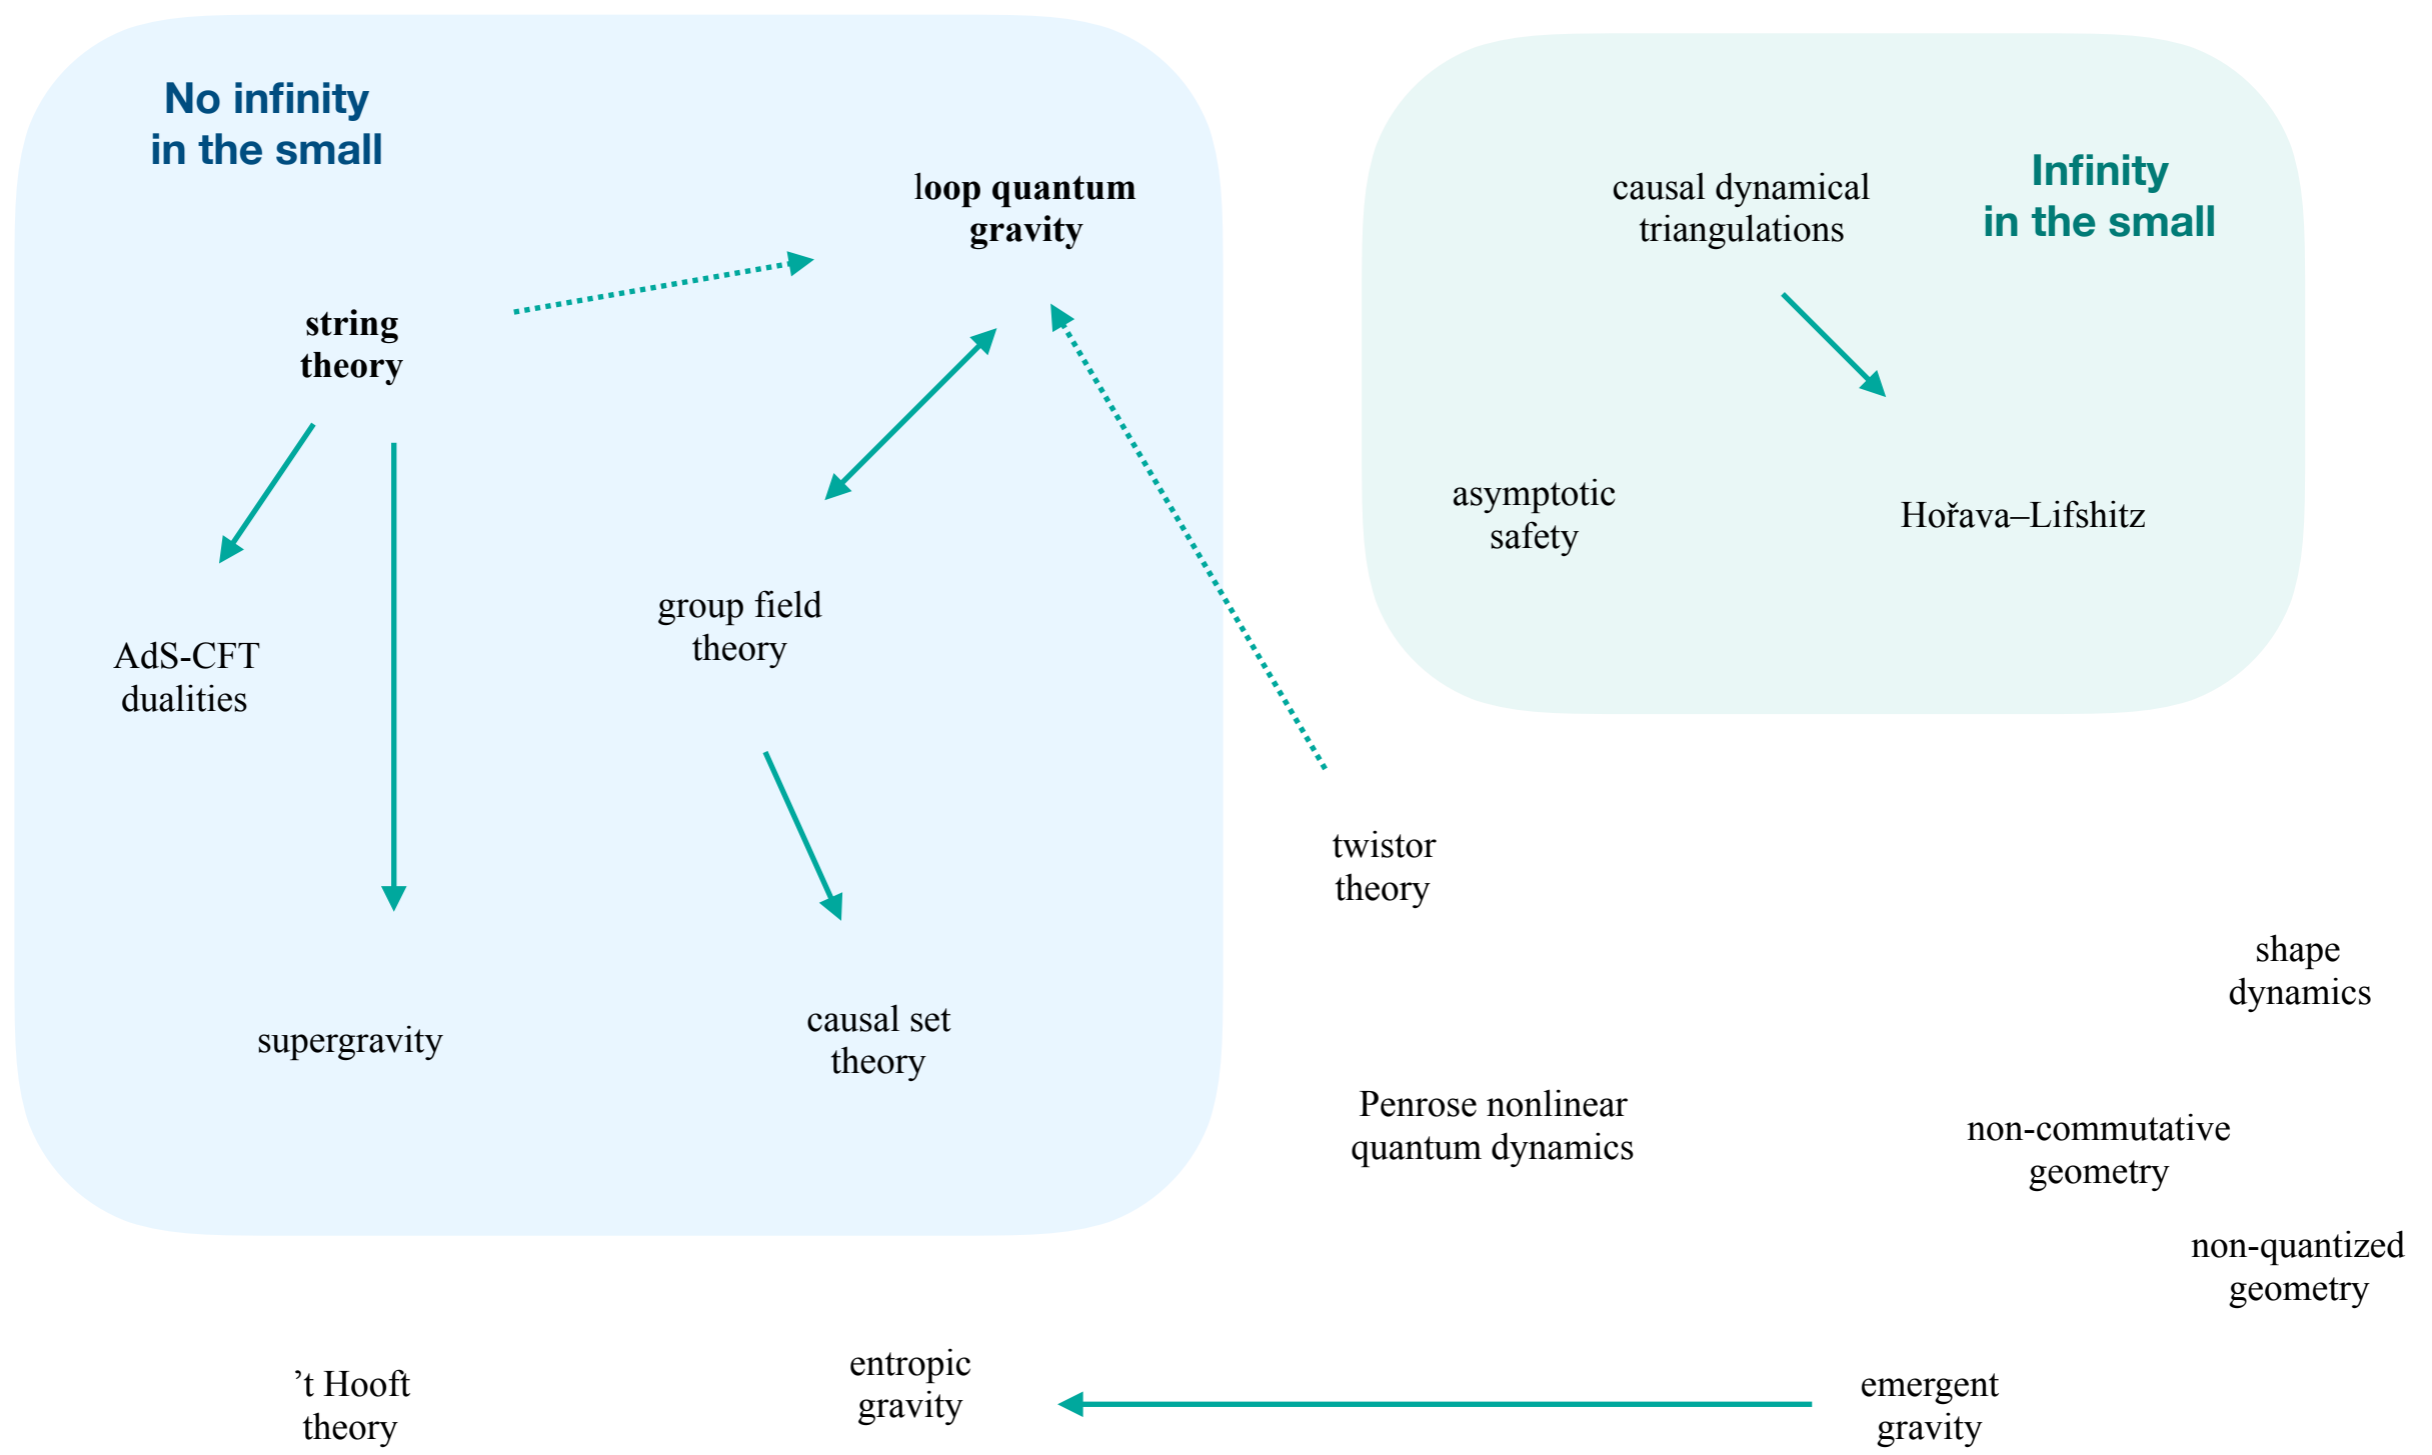 No infinity
in the small
loop quantum
gravity
string
theory
AdS-CFT
dualities
group field
theory
supergravity
causal set
theory
causal dynamical
triangulations
Infinity
in the small
asymptotic
safety
Hořava–Lifshitz
twistor
theory
shape
dynamics
Penrose nonlinear
quantum dynamics
non-commutative
geometry
non-quantized
geometry
’t Hooft
theory
entropic
gravity
emergent
gravity